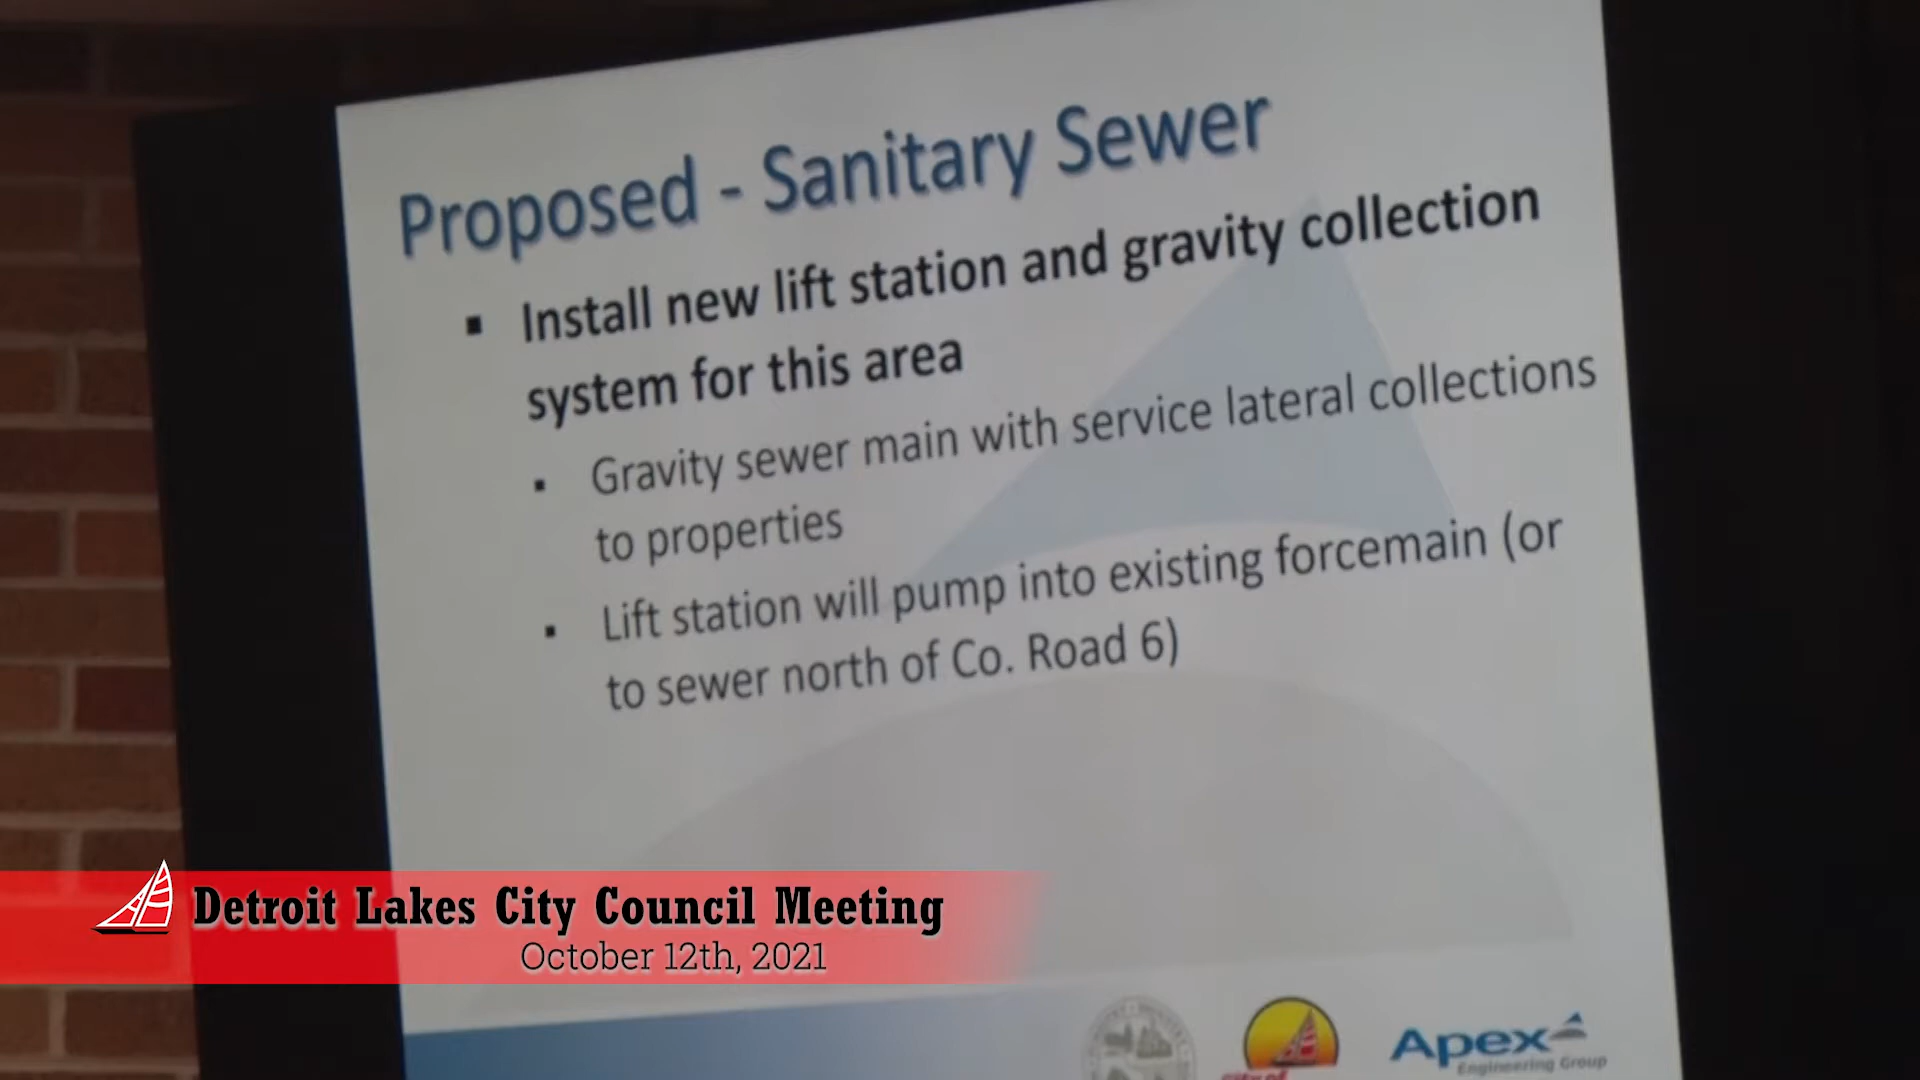 Proposed - Sanitary Sewer
▪ Install new lift station and gravity collection
system for this area
▪ Gravity sewer main with service lateral collections
to properties
▪ Lift station will pump into existing forcemain (or
to sewer north of Co. Road 6)
Detroit Lakes City Council Meeting
October 12th, 2021
City of
Apex
Engineering Group